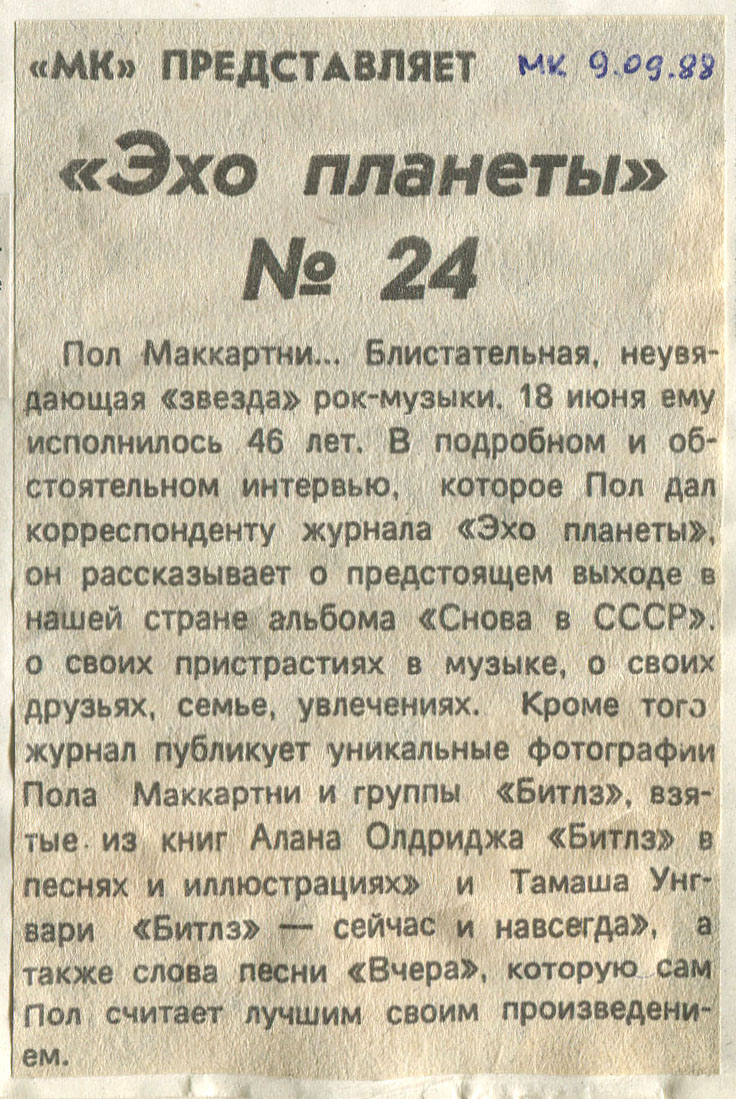 «МК» ПРЕДСТАВЛЯЕТ МК 9.09.88
«Эхо планеты»
№ 24
Пол Маккартни... Блистательная, неувя-
дающая «звезда» рок-музыки. 18 июня ему
исполнилось 46 лет. В подробном и об-
стоятельном интервью, которое Пол дал
корреспонденту журнала «Эхо планеты»,
он рассказывает о предстоящем выходе в
нашей стране альбома «Снова в СССР»,
о своих пристрастиях в музыке, о своих
друзьях, семье, увлечениях. Кроме того
журнал публикует уникальные фотографии
Пола Маккартни и группы «Битлз», взя-
тые из книг Алана Олдриджа «Битлз» в
песнях и иллюстрациях» и Тамаша Унг-
вари «Битлз» — сейчас и навсегда», а
также слова песни «Вчера», которую сам
Пол считает лучшим своим произведени-
ем.